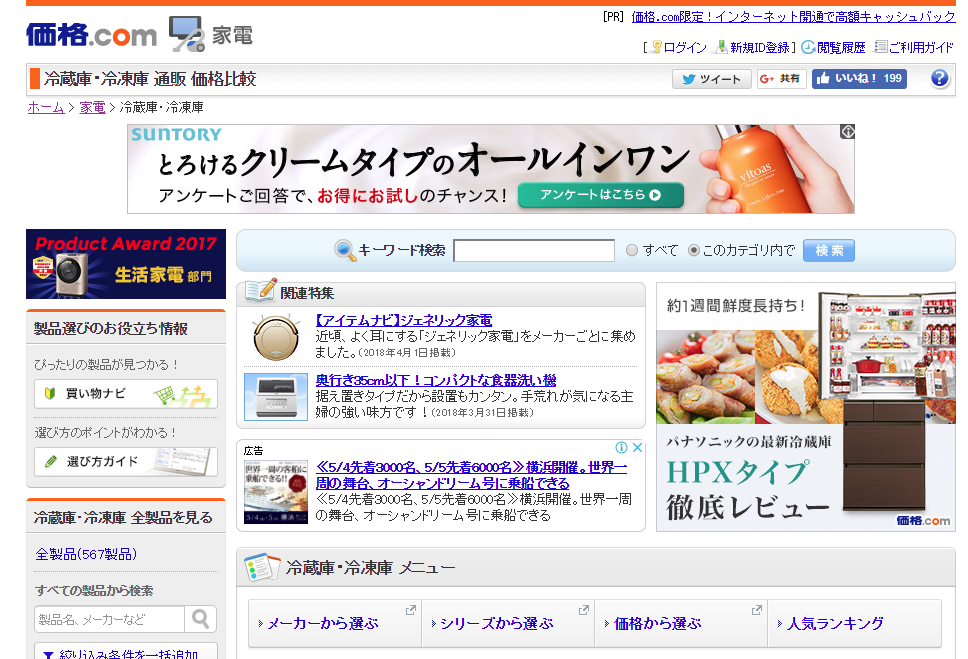 [PR] 価格.com限定！インターネット開通で高額キャッシュバック
価格.com 家電
[ ログイン 新規ID登録 ] 閲覧履歴 ご利用ガイド
冷蔵庫・冷凍庫 通販 価格比較
ツイート G+ 共有 いいね！ 199 ?
ホーム > 家電 > 冷蔵庫・冷凍庫
SUNTORY
とろけるクリームタイプのオールインワン
アンケートご回答で、お得にお試しのチャンス！ アンケートはこちら
vitoas
Product Award 2017
生活家電 部門
キーワード検索 すべて このカテゴリ内で 検 索
製品選びのお役立ち情報
ぴったりの製品が見つかる！
買い物ナビ
選び方のポイントがわかる！
選び方ガイド
冷蔵庫・冷凍庫 全製品を見る
全製品(567製品)
すべての製品から検索
製品名、メーカーなど
絞り込み条件を一括追加
関連特集
【アイテムナビ】ジェネリック家電
近頃、よく耳にする「ジェネリック家電」をメーカーごとに集め
ました。（2018年4月1日掲載）
奥行き35cm以下！コンパクトな食器洗い機
据え置きタイプだから設置もカンタン。手荒れが気になる主
婦の強い味方です！（2018年3月31日掲載）
広告
世界一周の客船に
乗船できる!!
5/4・5/5 横浜
≪5/4先着3000名、5/5先着6000名≫横浜開催。世界一
周の舞台、オーシャンドリーム号に乗船できる
≪5/4先着3000名、5/5先着6000名≫横浜開催。世界一周
の舞台、オーシャンドリーム号に乗船できる
約1週間鮮度長持ち！
パナソニックの最新冷蔵庫
HPXタイプ
徹底レビュー
価格.com
冷蔵庫・冷凍庫 メニュー
メーカーから選ぶ シリーズから選ぶ 価格から選ぶ 人気ランキング